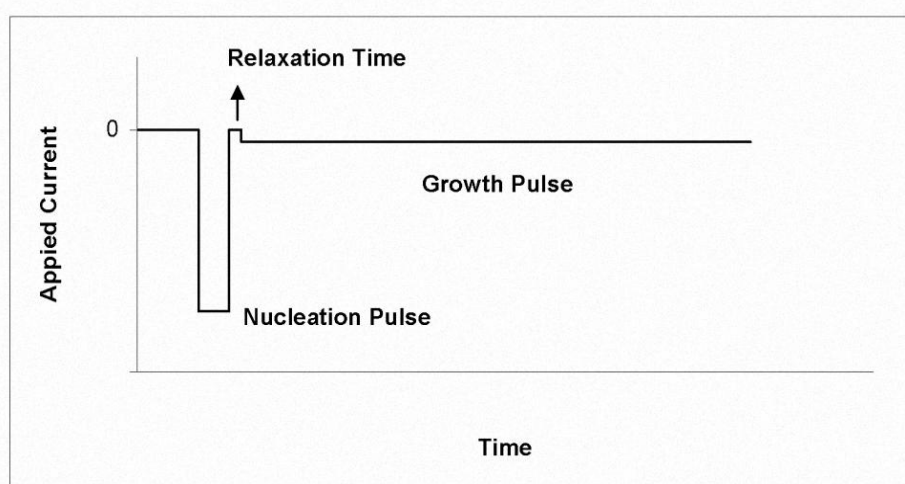 Relaxation Time
0
Growth Pulse
Appied Current
Nucleation Pulse
Time